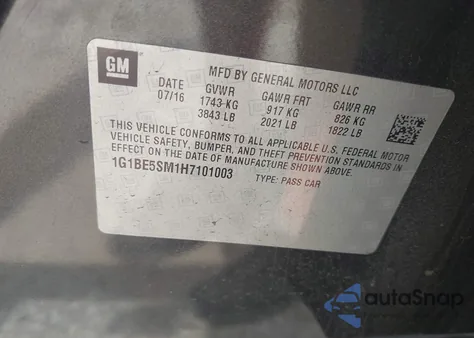 GM
MFD BY GENERAL MOTORS LLC
DATE GVWR GAWR FRT GAWR RR
07/16 1743 KG 917 KG 826 KG
3843 LB 2021 LB 1822 LB
THIS VEHICLE CONFORMS TO ALL APPLICABLE U.S. FEDERAL MOTOR
VEHICLE SAFETY, BUMPER, AND THEFT PREVENTION STANDARDS IN
EFFECT ON THE DATE OF MANUFACTURE SHOWN ABOVE.
1G1BE5SM1H7101003 TYPE: PASS CAR
autoSnap